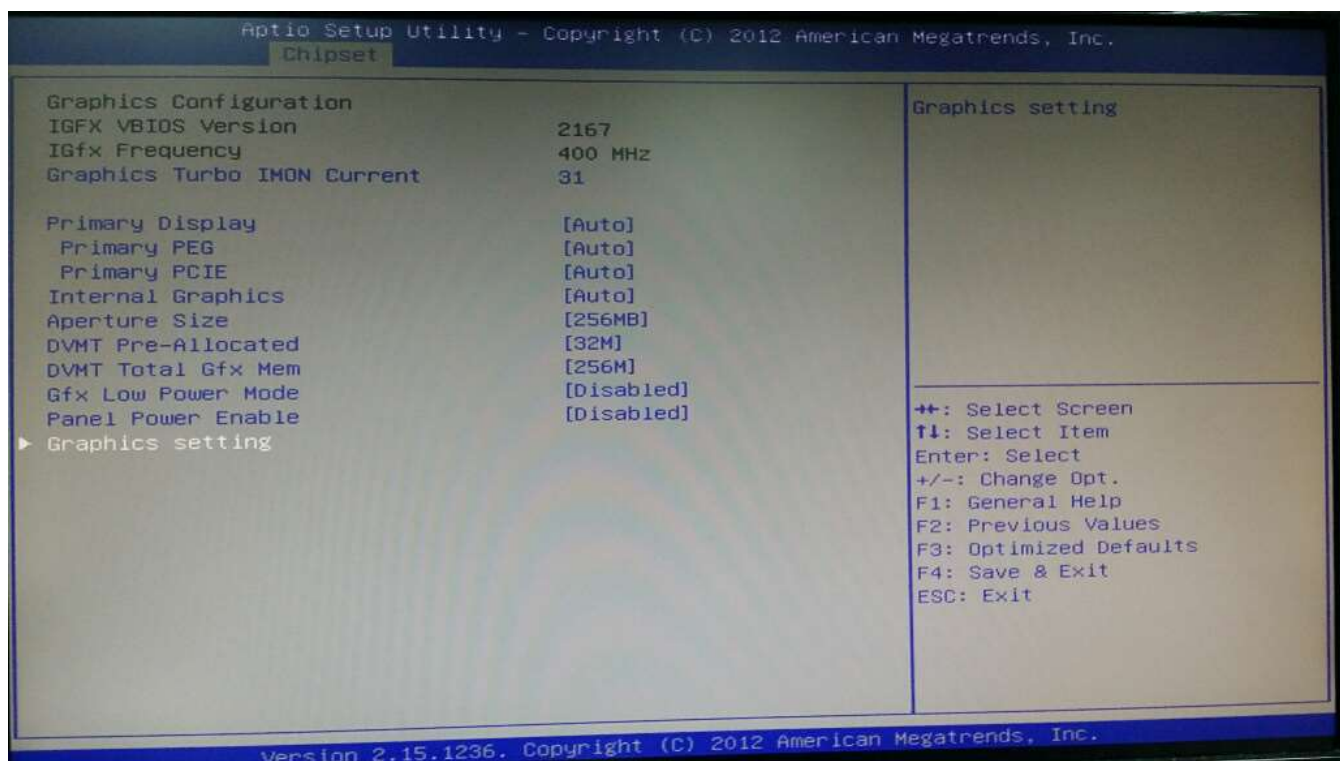 Aptio Setup Utility - Copyright (C) 2012 American Megatrends, Inc.
Chipset
Graphics Configuration
IGFX VBIOS Version 2167
IGfx Frequency 400 MHz
Graphics Turbo IMON Current 31
Primary Display [Auto]
Primary PEG [Auto]
Primary PCIE [Auto]
Internal Graphics [Auto]
Aperture Size [256MB]
DVMT Pre-Allocated [32M]
DVMT Total Gfx Mem [256M]
Gfx Low Power Mode [Disabled]
Panel Power Enable [Disabled]
► Graphics setting
Graphics setting
→←: Select Screen
↑↓: Select Item
Enter: Select
+/-: Change Opt.
F1: General Help
F2: Previous Values
F3: Optimized Defaults
F4: Save & Exit
ESC: Exit
Version 2.15.1236. Copyright (C) 2012 American Megatrends, Inc.